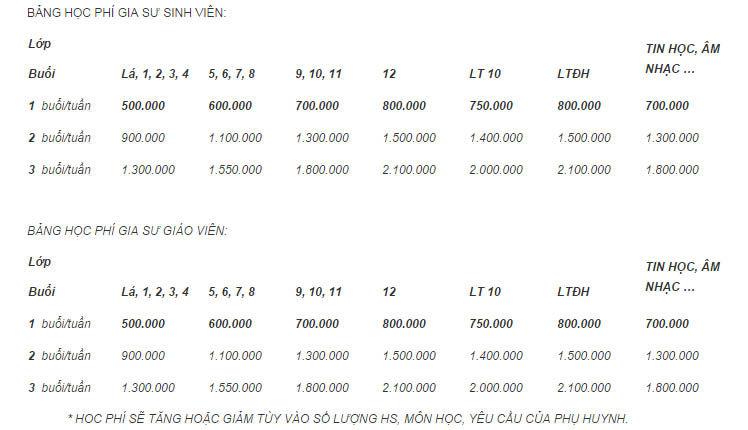 BẢNG HỌC PHÍ GIA SƯ SINH VIÊN:
Lớp
Buổi Lá, 1, 2, 3, 4 5, 6, 7, 8 9, 10, 11 12 LT 10 LTĐH TIN HỌC, ÂM NHẠC ...
1 buổi/tuần 500.000 600.000 700.000 800.000 750.000 800.000 700.000
2 buổi/tuần 900.000 1.100.000 1.300.000 1.500.000 1.400.000 1.500.000 1.300.000
3 buổi/tuần 1.300.000 1.550.000 1.800.000 2.100.000 2.000.000 2.100.000 1.800.000
BẢNG HỌC PHÍ GIA SƯ GIÁO VIÊN:
Lớp
Buổi Lá, 1, 2, 3, 4 5, 6, 7, 8 9, 10, 11 12 LT 10 LTĐH TIN HỌC, ÂM NHẠC ...
1 buổi/tuần 500.000 600.000 700.000 800.000 750.000 800.000 700.000
2 buổi/tuần 900.000 1.100.000 1.300.000 1.500.000 1.400.000 1.500.000 1.300.000
3 buổi/tuần 1.300.000 1.550.000 1.800.000 2.100.000 2.000.000 2.100.000 1.800.000
* HỌC PHÍ SẼ TĂNG HOẶC GIẢM TÙY VÀO SỐ LƯỢNG HS, MÔN HỌC, YÊU CẦU CỦA PHỤ HUYNH.